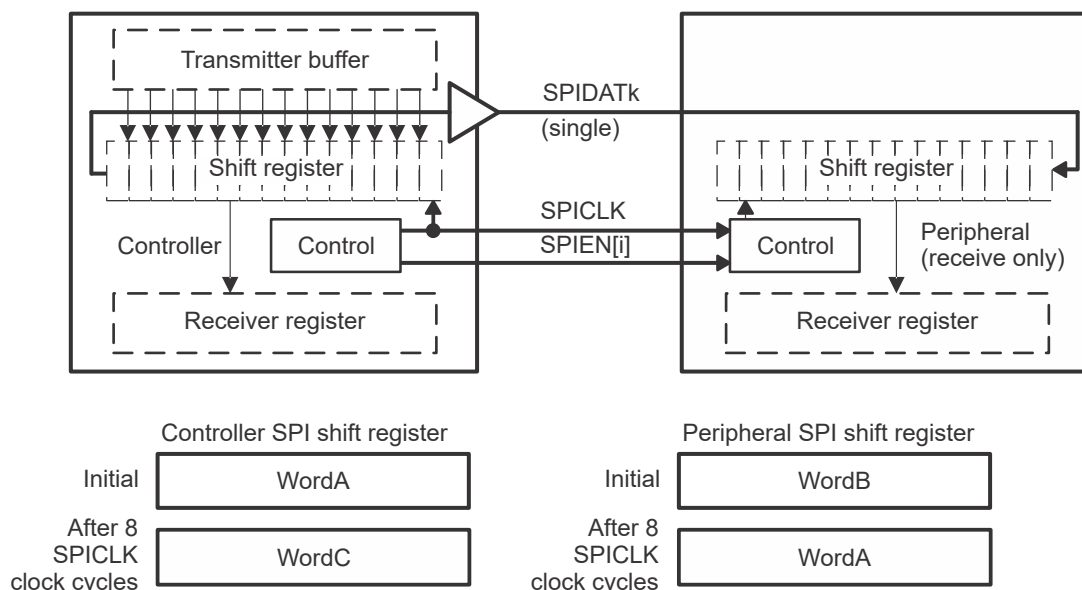 Transmitter buffer
SPIDATk
(single)
Shift register
Shift register
SPICLK
Controller
Control
SPIEN[i]
Control
Peripheral
(receive only)
Receiver register
Receiver register
Controller SPI shift register
Peripheral SPI shift register
Initial
WordA
Initial
WordB
After 8
SPICLK
clock cycles
WordC
After 8
SPICLK
clock cycles
WordA